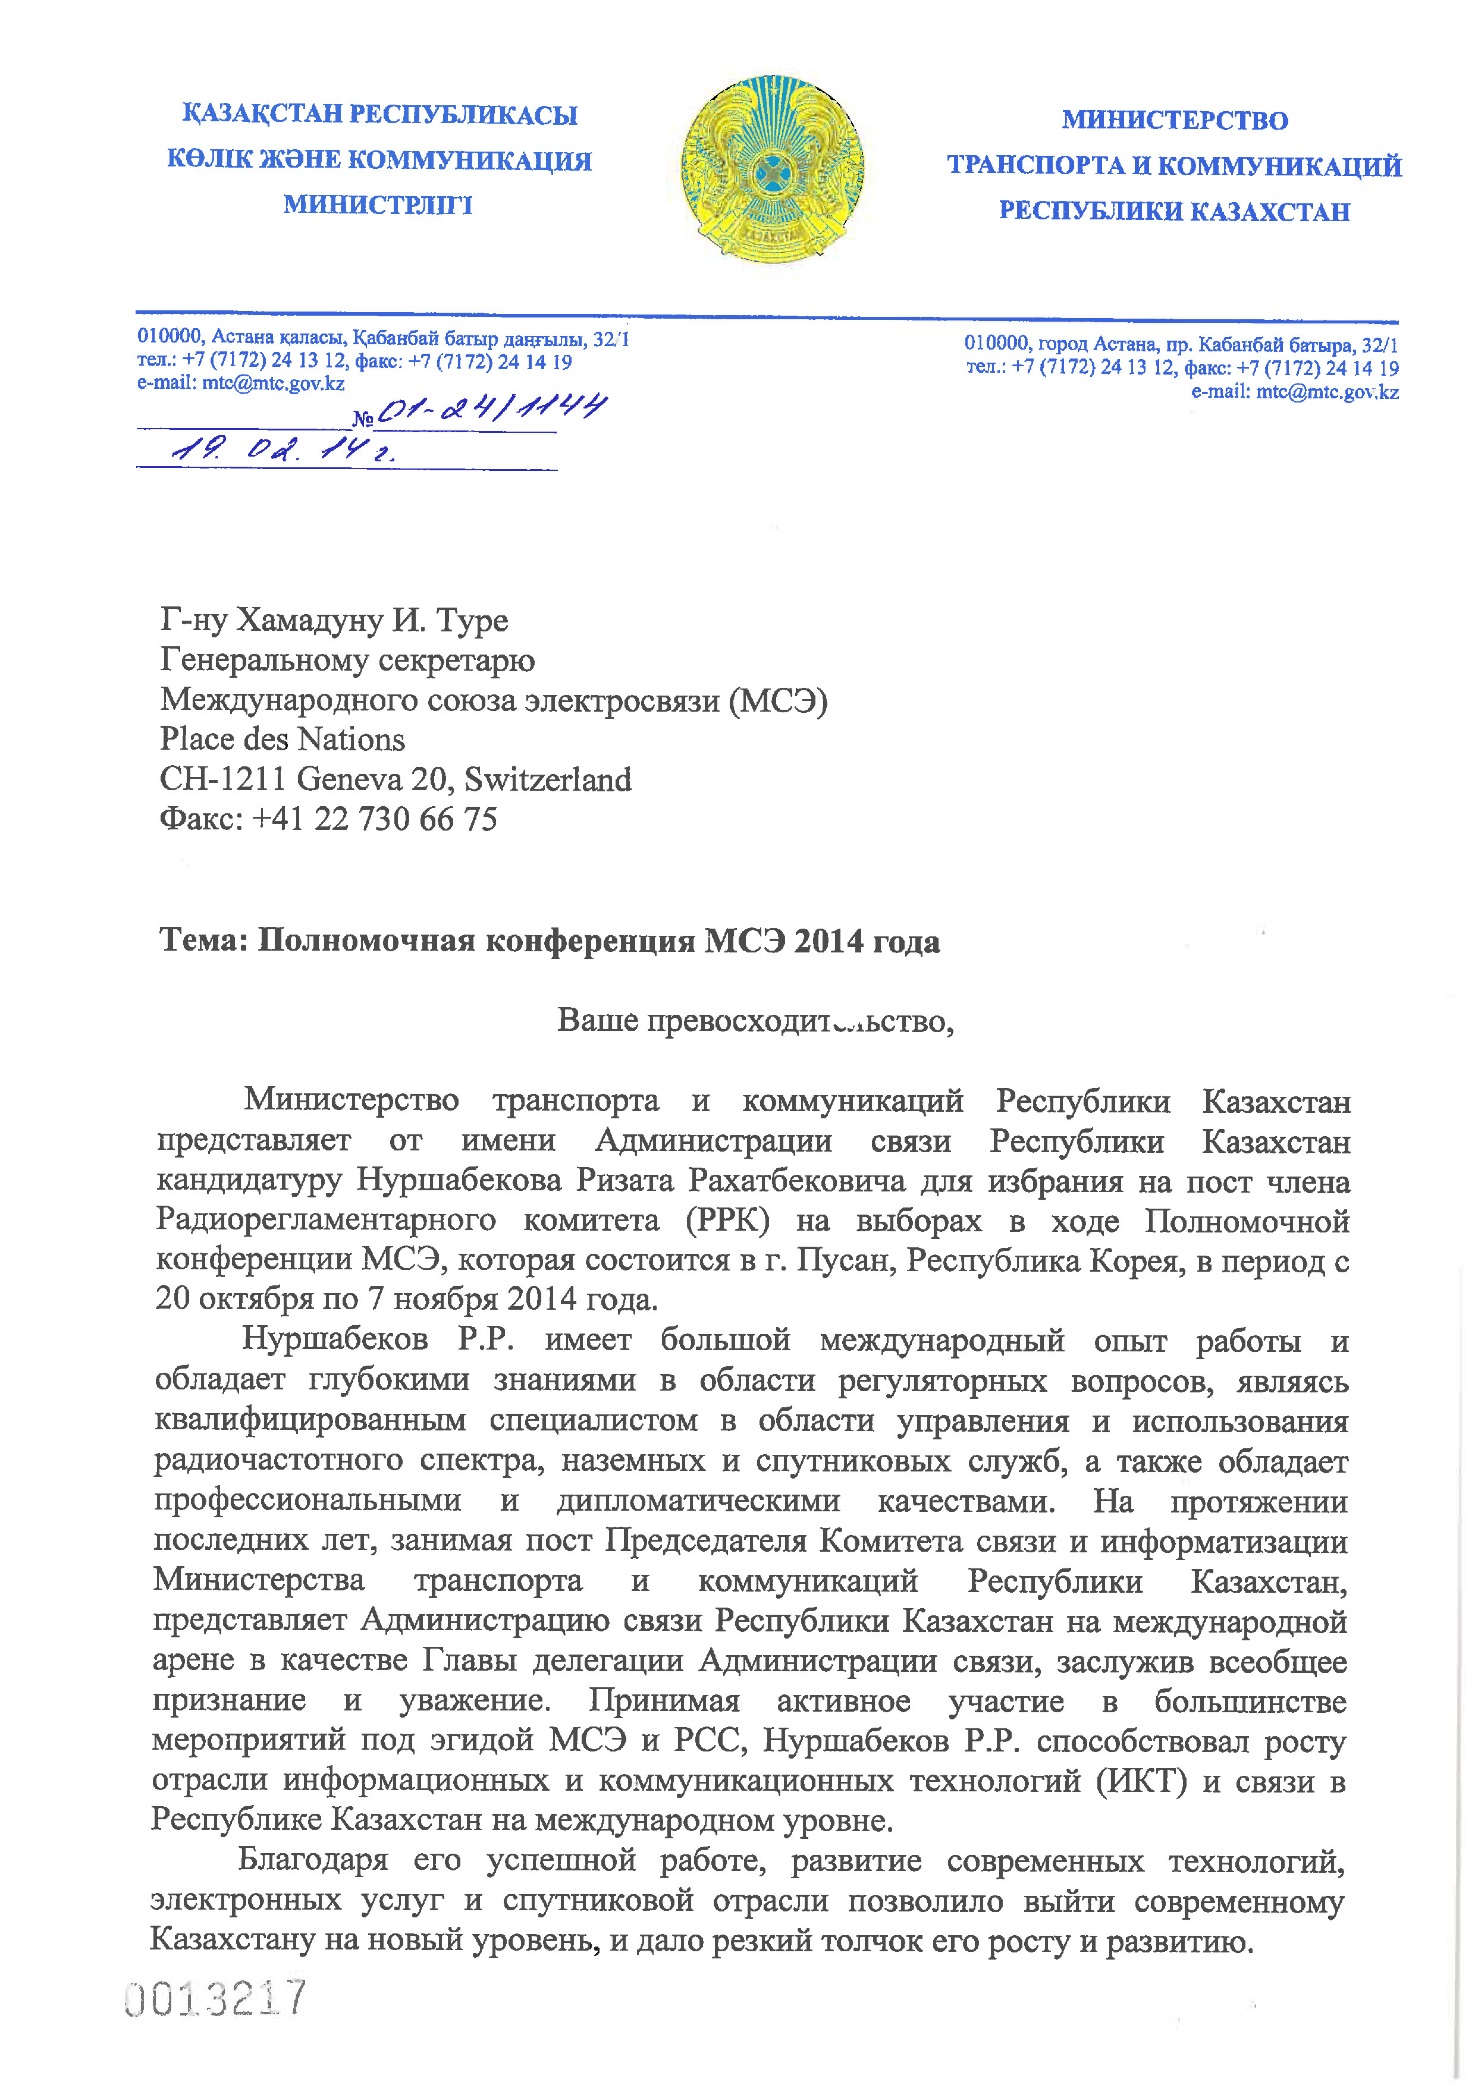 ҚАЗАҚСТАН РЕСПУБЛИКАСЫ
КӨЛІК ЖӘНЕ КОММУНИКАЦИЯ
МИНИСТРЛІГІ
ҚАЗАҚСТАН
МИНИСТЕРСТВО
ТРАНСПОРТА И КОММУНИКАЦИЙ
РЕСПУБЛИКИ КАЗАХСТАН
010000, Астана қаласы, Қабанбай батыр даңғылы, 32/1
тел.: +7 (7172) 24 13 12, факс: +7 (7172) 24 14 19
e-mail: mtc@mtc.gov.kz
010000, город Астана, пр. Кабанбай батыра, 32/1
тел.: +7 (7172) 24 13 12, факс: +7 (7172) 24 14 19
e-mail: mtc@mtc.gov.kz
№ 01-24/1144
19. 02. 14 г.
Г-ну Хамадуну И. Туре
Генеральному секретарю
Международного союза электросвязи (МСЭ)
Place des Nations
CH-1211 Geneva 20, Switzerland
Факс: +41 22 730 66 75
Тема: Полномочная конференция МСЭ 2014 года
Ваше превосходительство,
Министерство транспорта и коммуникаций Республики Казахстан
представляет от имени Администрации связи Республики Казахстан
кандидатуру Нуршабекова Ризата Рахатбековича для избрания на пост члена
Радиорегламентарного комитета (РРК) на выборах в ходе Полномочной
конференции МСЭ, которая состоится в г. Пусан, Республика Корея, в период с
20 октября по 7 ноября 2014 года.
Нуршабеков Р.Р. имеет большой международный опыт работы и
обладает глубокими знаниями в области регуляторных вопросов, являясь
квалифицированным специалистом в области управления и использования
радиочастотного спектра, наземных и спутниковых служб, а также обладает
профессиональными и дипломатическими качествами. На протяжении
последних лет, занимая пост Председателя Комитета связи и информатизации
Министерства транспорта и коммуникаций Республики Казахстан,
представляет Администрацию связи Республики Казахстан на международной
арене в качестве Главы делегации Администрации связи, заслужив всеобщее
признание и уважение. Принимая активное участие в большинстве
мероприятий под эгидой МСЭ и РСС, Нуршабеков Р.Р. способствовал росту
отрасли информационных и коммуникационных технологий (ИКТ) и связи в
Республике Казахстан на международном уровне.
Благодаря его успешной работе, развитие современных технологий,
электронных услуг и спутниковой отрасли позволило выйти современному
Казахстану на новый уровень, и дало резкий толчок его росту и развитию.
0013217